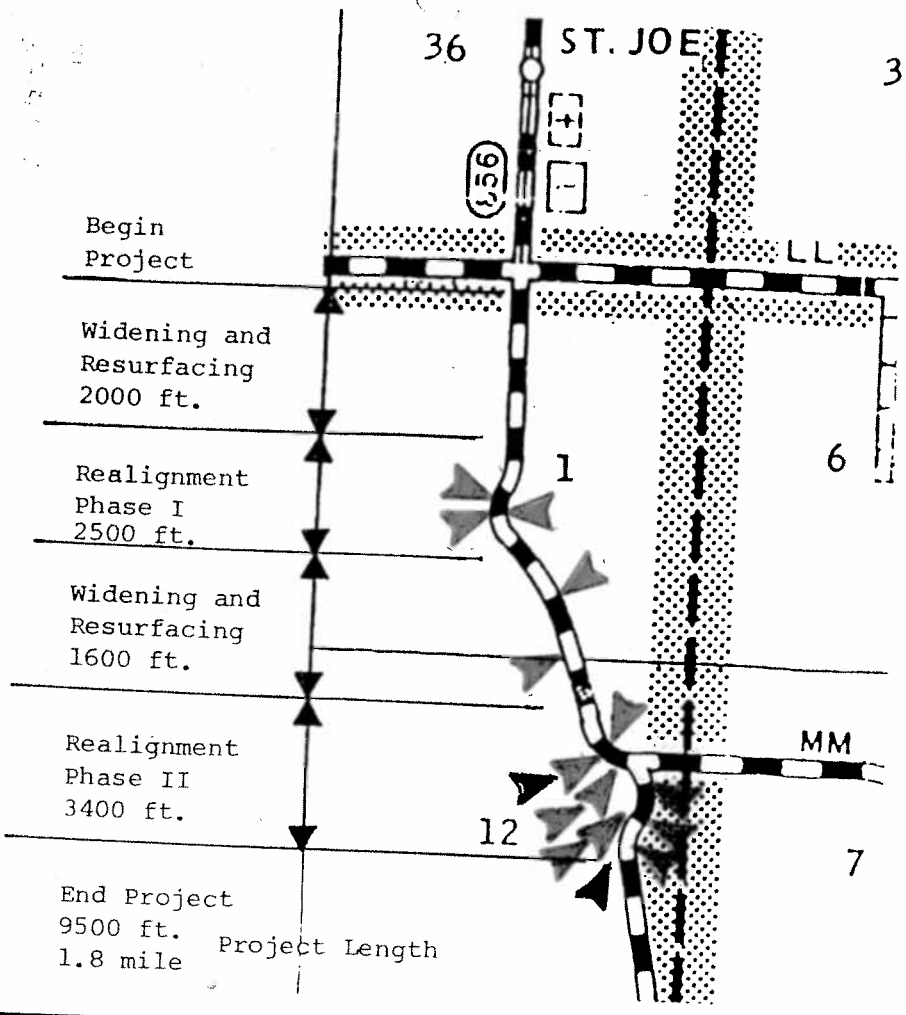 36
ST. JOE
3
Begin
Project
LL
Widening and
Resurfacing
2000 ft.
1
6
Realignment
Phase I
2500 ft.
Widening and
Resurfacing
1600 ft.
MM
Realignment
Phase II
3400 ft.
12
7
End Project
9500 ft.
Project Length
1.8 mile